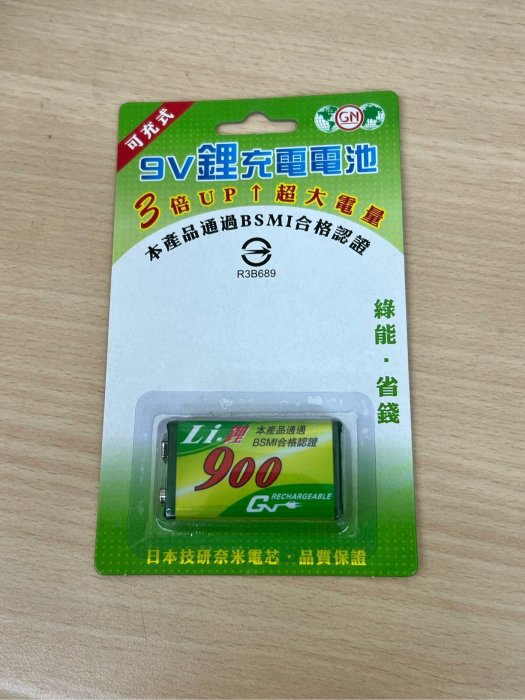 可充式
GN
9V鋰充電電池
3倍UP↑超大電量
本產品通過BSMI合格認證
R3B689
綠能·省錢
Li.鋰
本產品通過
BSMI合格認證
900
GN RECHARGEABLE
日本技研奈米電芯·品質保證